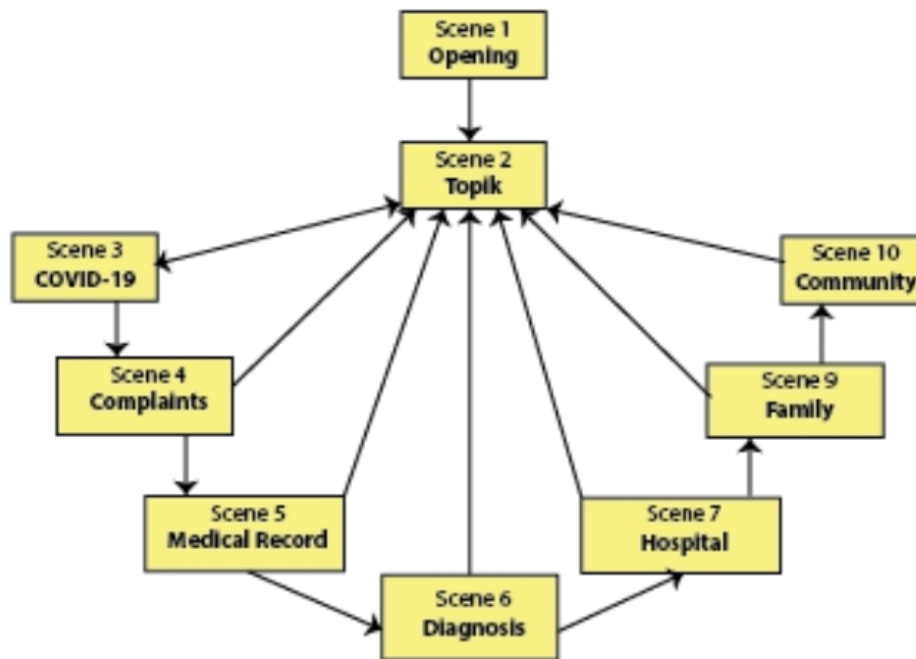 Scene 1
Opening
Scene 2
Topik
Scene 3
COVID-19
Scene 10
Community
Scene 4
Complaints
Scene 9
Family
Scene 5
Medical Record
Scene 7
Hospital
Scene 6
Diagnosis